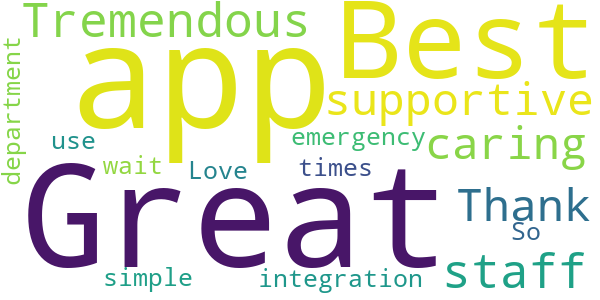 Tremendous
Best
app
department
supportive
use
emergency
caring
wait
Love
times
Great
Thank
So
staff
simple
integration